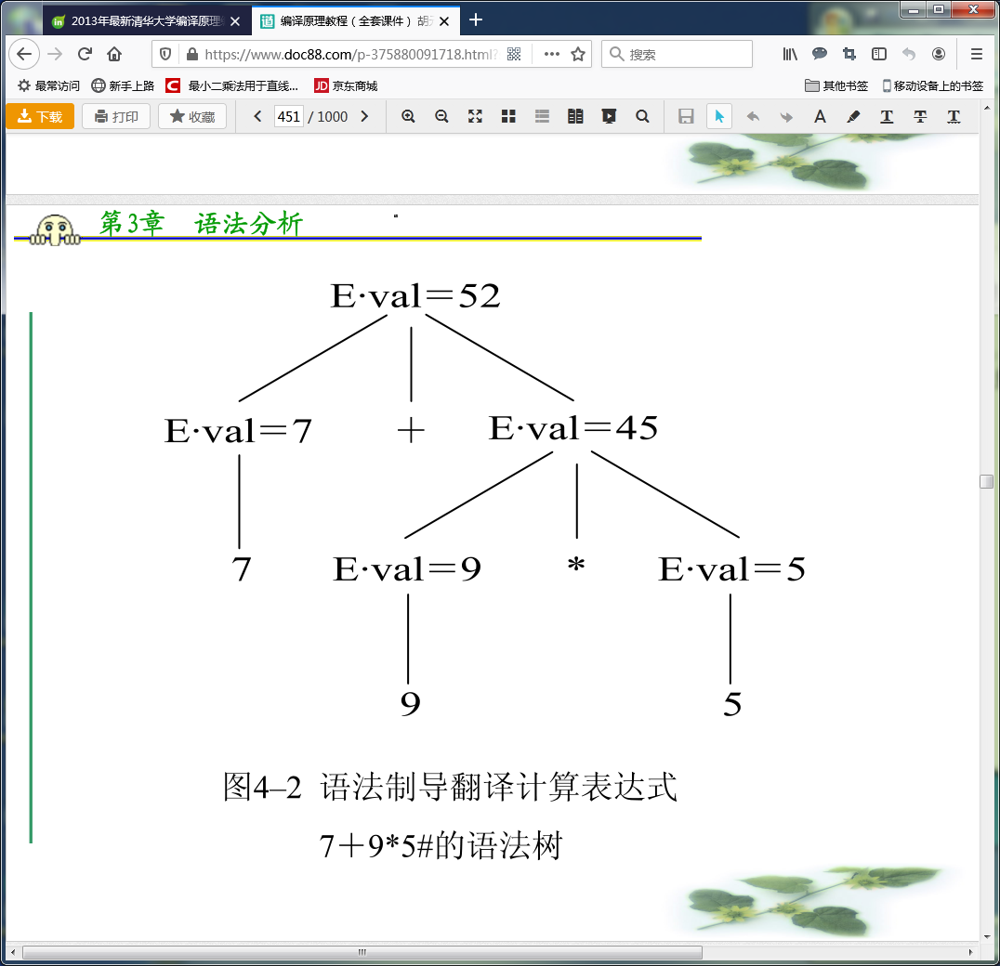 2013年最新清华大学编译原理
编译原理教程（全套课件）胡
https://www.doc88.com/p-375880091718.html?
搜索
最常访问 新手上路 C 最小二乘法用于直线... JD 京东商城 其他书签 移动设备上的书签
下载 打印 收藏 451 / 1000
第3章 语法分析
E·val＝52
E·val＝7 ＋ E·val＝45
7 E·val＝9 * E·val＝5
9 5
图4–2 语法制导翻译计算表达式
7＋9*5#的语法树